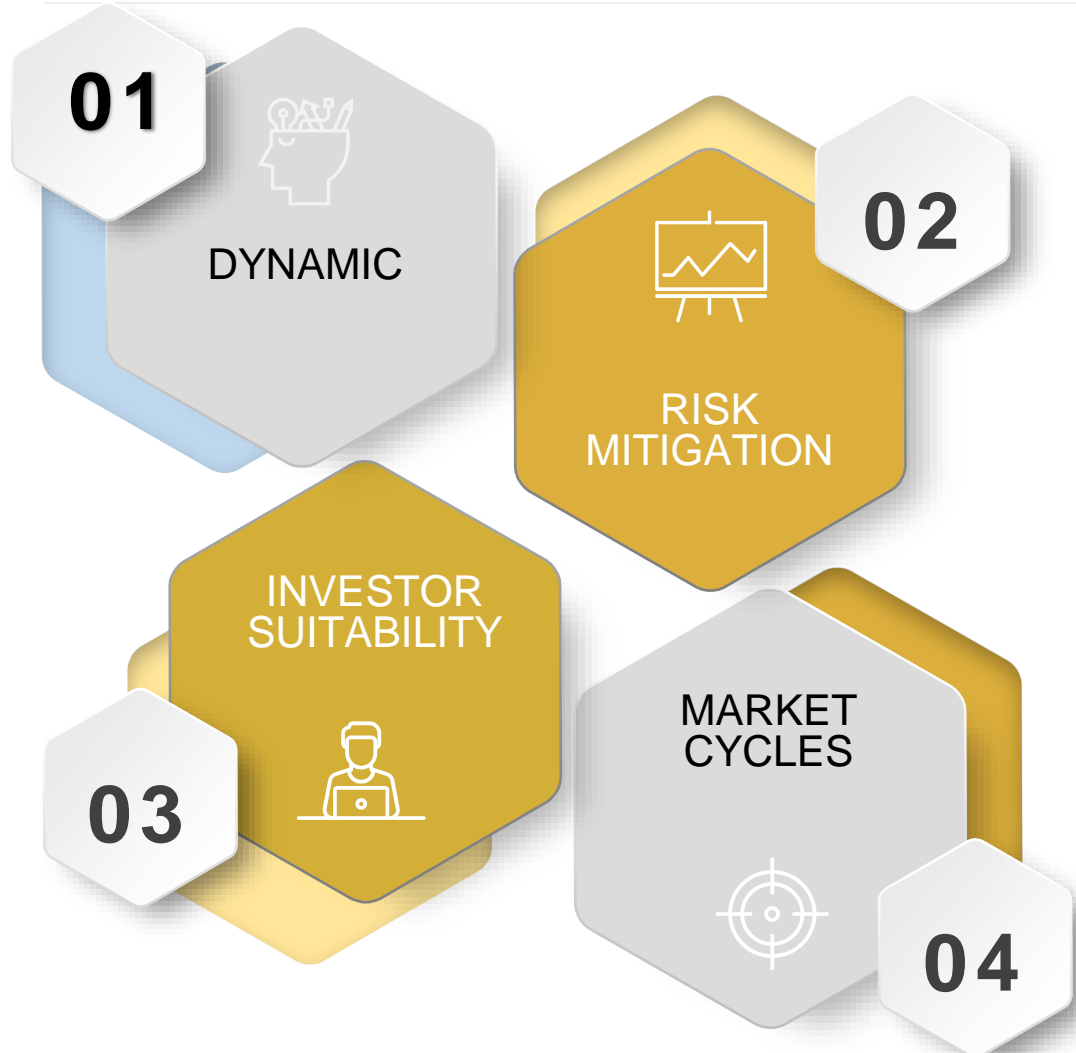 01
DYNAMIC
02
RISK
MITIGATION
INVESTOR
SUITABILITY
03
MARKET
CYCLES
04